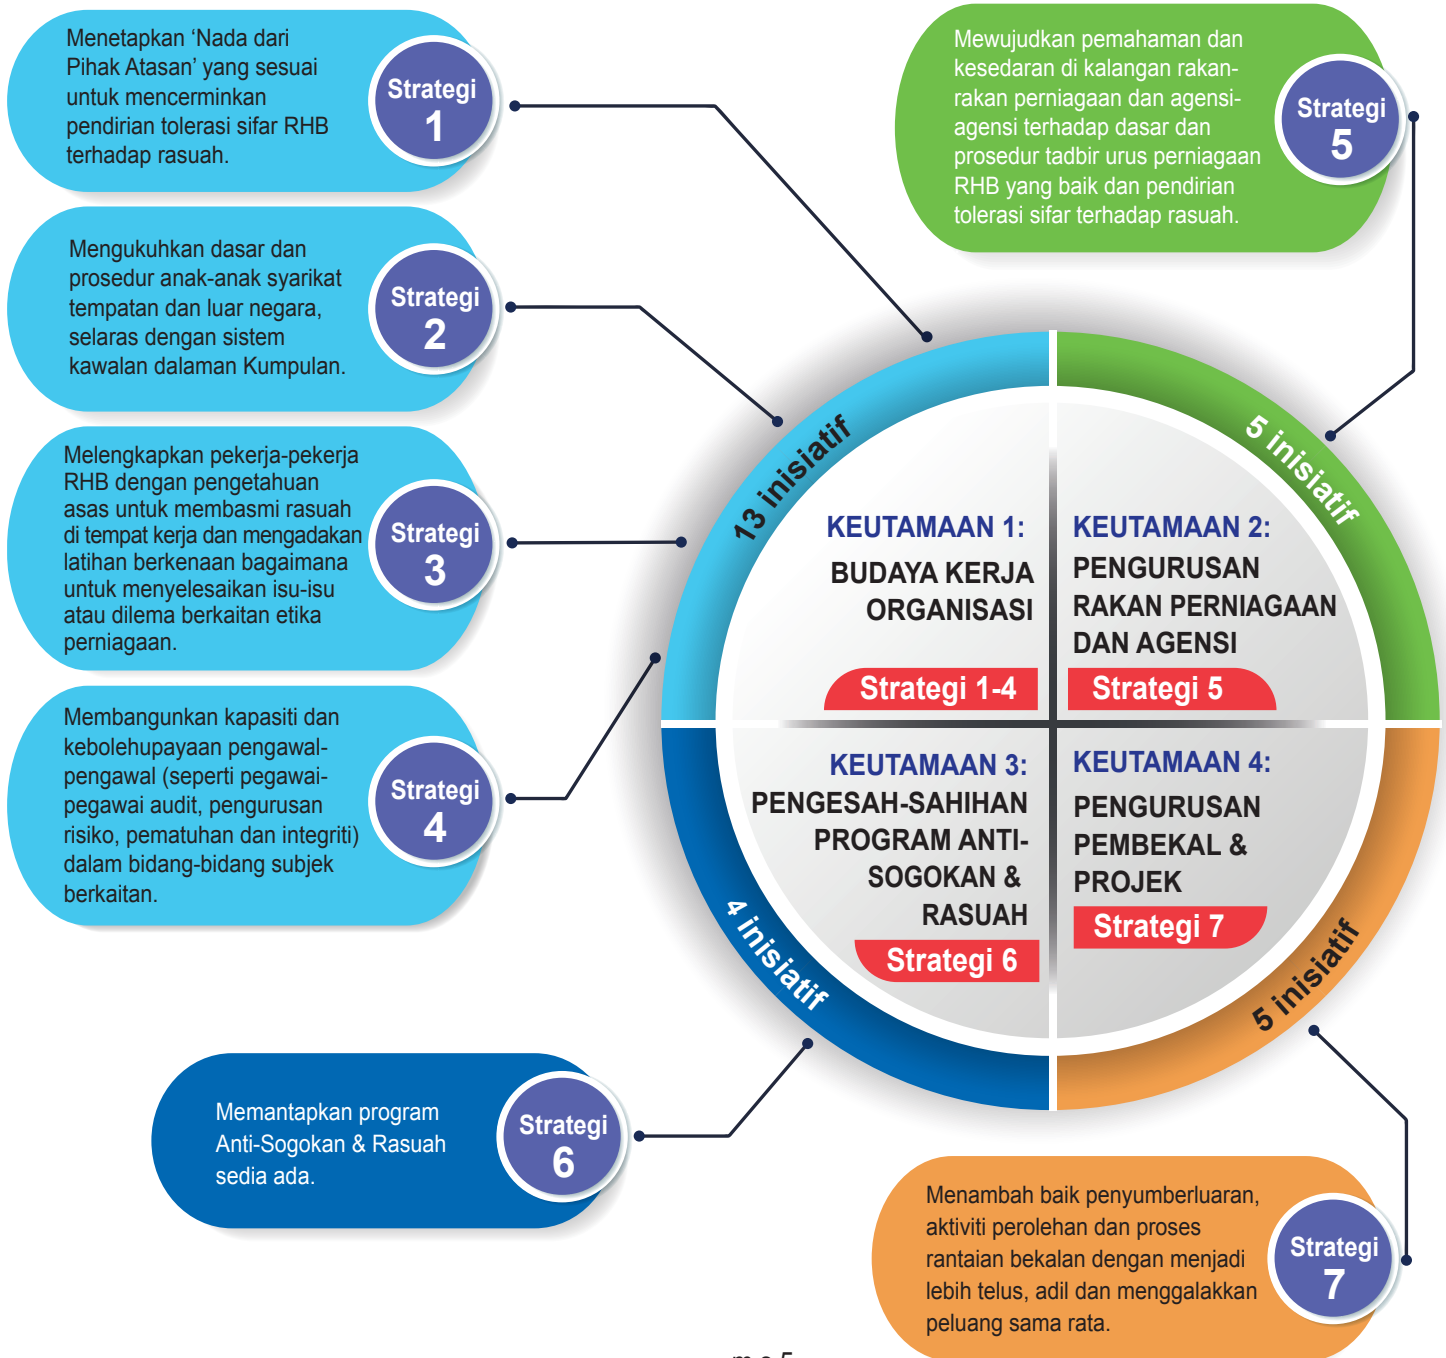 Menetapkan ‘Nada dari
Pihak Atasan’ yang sesuai
untuk mencerminkan
pendirian tolerasi sifar RHB
terhadap rasuah.
Strategi
1
Mengukuhkan dasar dan
prosedur anak-anak syarikat
tempatan dan luar negara,
selaras dengan sistem
kawalan dalaman Kumpulan.
Strategi
2
Melengkapkan pekerja-pekerja
RHB dengan pengetahuan
asas untuk membasmi rasuah
di tempat kerja dan mengadakan
latihan berkenaan bagaimana
untuk menyelesaikan isu-isu
atau dilema berkaitan etika
perniagaan.
Strategi
3
Membangunkan kapasiti dan
kebolehupayaan pengawal-
pengawal (seperti pegawai-
pegawai audit, pengurusan
risiko, pematuhan dan integriti)
dalam bidang-bidang subjek
berkaitan.
Strategi
4
Mewujudkan pemahaman dan
kesedaran di kalangan rakan-
rakan perniagaan dan agensi-
agensi terhadap dasar dan
prosedur tadbir urus perniagaan
RHB yang baik dan pendirian
tolerasi sifar terhadap rasuah.
Strategi
5
13 inisiatif
KEUTAMAAN 1:
BUDAYA KERJA
ORGANISASI
Strategi 1-4
5 inisiatif
KEUTAMAAN 2:
PENGURUSAN
RAKAN PERNIAGAAN
DAN AGENSI
Strategi 5
4 inisiatif
KEUTAMAAN 3:
PENGESAH-SAHIHAN
PROGRAM ANTI-
SOGOKAN &
RASUAH
Strategi 6
5 inisiatif
KEUTAMAAN 4:
PENGURUSAN
PEMBEKAL &
PROJEK
Strategi 7
Memantapkan program
Anti-Sogokan & Rasuah
sedia ada.
Strategi
6
Menambah baik penyumberluaran,
aktiviti perolehan dan proses
rantaian bekalan dengan menjadi
lebih telus, adil dan menggalakkan
peluang sama rata.
Strategi
7